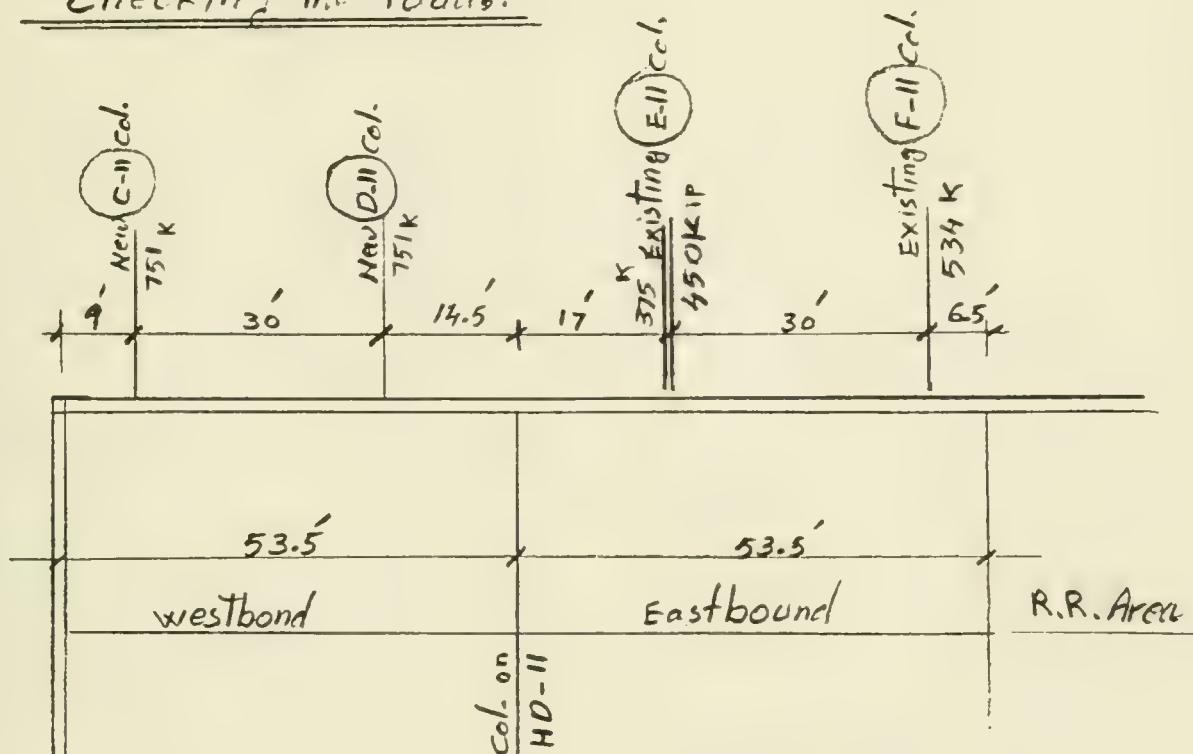 Checking the loads.
New C-11 Col.
751 K
New D-11 Col.
751 K
Existing E-11 Col.
375 K
450 Kip
Existing F-11 Col.
534 K
9'
30'
14.5'
17'
30'
6.5'
53.5'
53.5'
westbond
Eastbound
R.R. Area
Col. on
HD-11